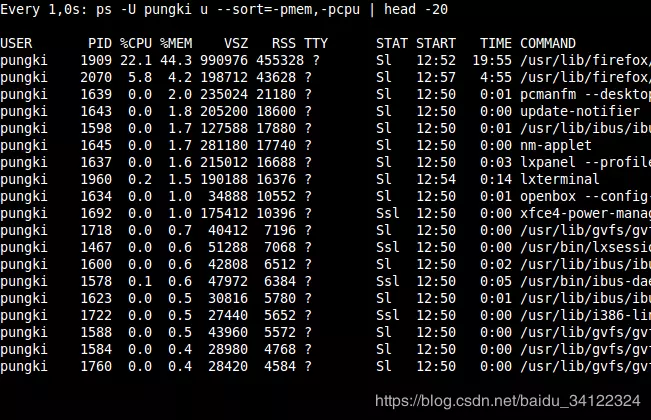 Every 1,0s: ps -U pungki u --sort=-pmem,-pcpu | head -20
USER PID %CPU %MEM VSZ RSS TTY STAT START TIME COMMAND
pungki 1909 22.1 44.3 990976 455328 ? Sl 12:52 19:55 /usr/lib/firefox/
pungki 2070 5.8 4.2 198712 43628 ? Sl 12:57 4:55 /usr/lib/firefox/
pungki 1639 0.0 2.0 235024 21180 ? Sl 12:50 0:01 pcmanfm --desktop
pungki 1643 0.0 1.8 205200 18600 ? Sl 12:50 0:00 update-notifier
pungki 1598 0.0 1.7 127588 17880 ? Sl 12:50 0:01 /usr/lib/ibus/ibu
pungki 1645 0.0 1.7 281180 17740 ? Sl 12:50 0:00 nm-applet
pungki 1637 0.0 1.6 215012 16688 ? Sl 12:50 0:03 lxpanel --profile
pungki 1960 0.2 1.5 190188 16376 ? Sl 12:54 0:14 lxterminal
pungki 1634 0.0 1.0 34888 10552 ? Sl 12:50 0:01 openbox --config-
pungki 1692 0.0 1.0 175412 10396 ? Ssl 12:50 0:00 xfce4-power-manag
pungki 1718 0.0 0.7 40412 7196 ? Sl 12:50 0:00 /usr/lib/gvfs/gvf
pungki 1467 0.0 0.6 51288 7068 ? Ssl 12:50 0:00 /usr/bin/lxsessio
pungki 1600 0.0 0.6 42808 6512 ? Sl 12:50 0:02 /usr/lib/ibus/ibu
pungki 1578 0.1 0.6 47972 6384 ? Ssl 12:50 0:05 /usr/bin/ibus-dae
pungki 1623 0.0 0.5 30816 5780 ? Sl 12:50 0:01 /usr/lib/ibus/ibu
pungki 1722 0.0 0.5 27440 5652 ? Ssl 12:50 0:00 /usr/lib/i386-lin
pungki 1588 0.0 0.5 43960 5572 ? Sl 12:50 0:00 /usr/lib/gvfs/gvf
pungki 1584 0.0 0.4 28980 4768 ? Sl 12:50 0:00 /usr/lib/gvfs/gvf
pungki 1760 0.0 0.4 28420 4584 ? Sl 12:50 0:00 /usr/lib/gvfs/gvf
https://blog.csdn.net/baidu_34122324